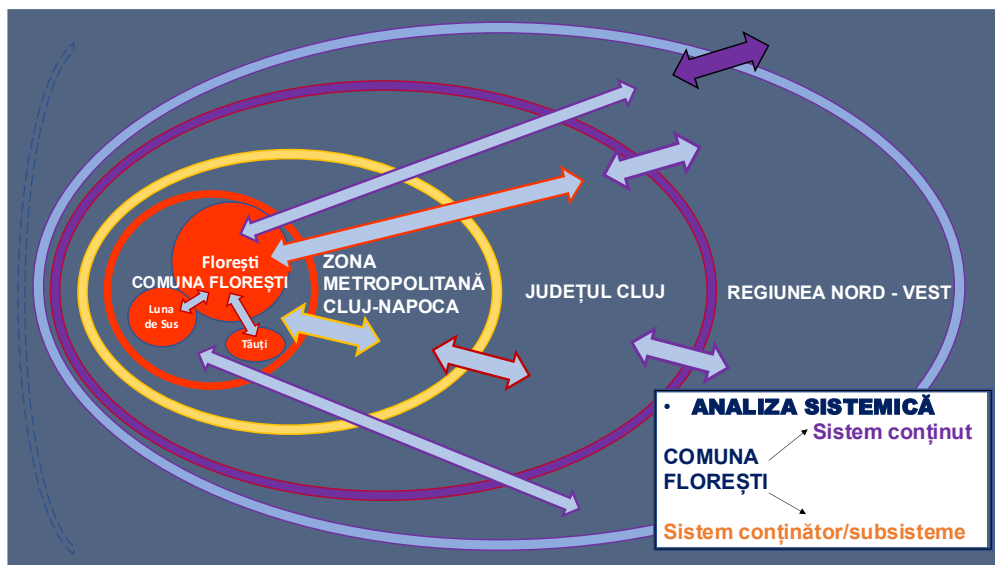 Florești
COMUNA FLOREȘTI
Luna
de Sus
Tăuți
ZONA
METROPOLITANĂ
CLUJ-NAPOCA
JUDEȚUL CLUJ
REGIUNEA NORD - VEST
• ANALIZA SISTEMICĂ
Sistem conținut
COMUNA
FLOREȘTI
Sistem conținător/subsisteme